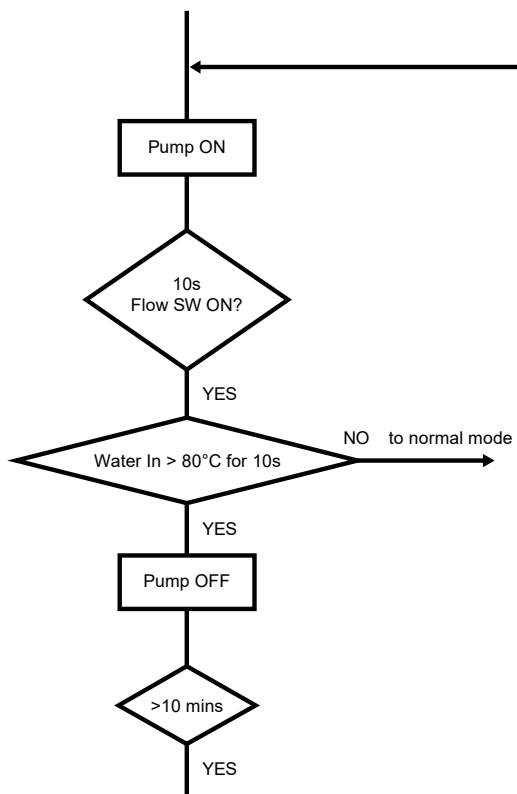 Pump ON
10s
Flow SW ON?
YES
Water In > 80°C for 10s
NO to normal mode
YES
Pump OFF
>10 mins
YES